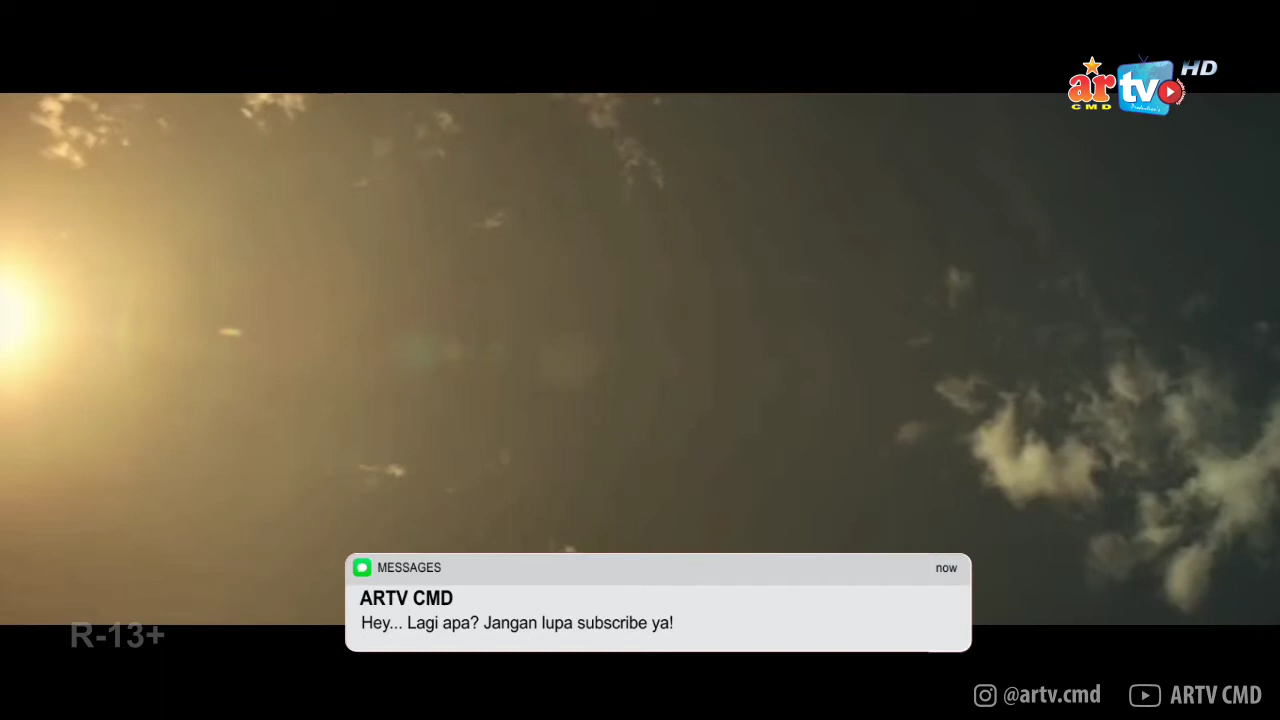 ar tv HD
CMD
MESSAGES now
ARTV CMD
Hey... Lagi apa? Jangan lupa subscribe ya!
R-13+
@artv.cmd ARTV CMD